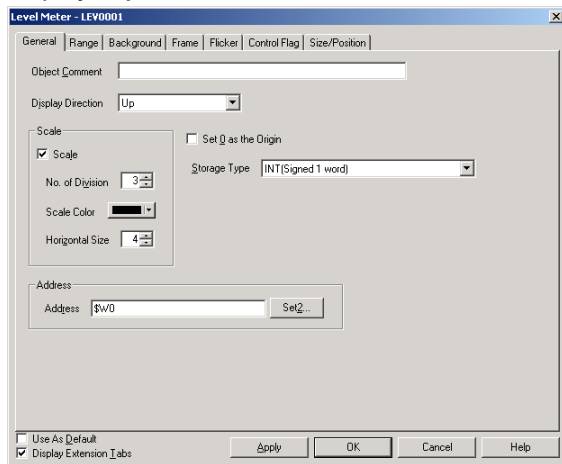 Level Meter - LEV0001
General Range Background Frame Flicker Control Flag Size/Position
Object Comment
Display Direction Up
Scale
Set 0 as the Origin
Scale
Storage Type INT(Signed 1 word)
No. of Division 3
Scale Color
Horizontal Size 4
Address
Address $W0 Set2...
Use As Default
Display Extension Tabs
Apply OK Cancel Help